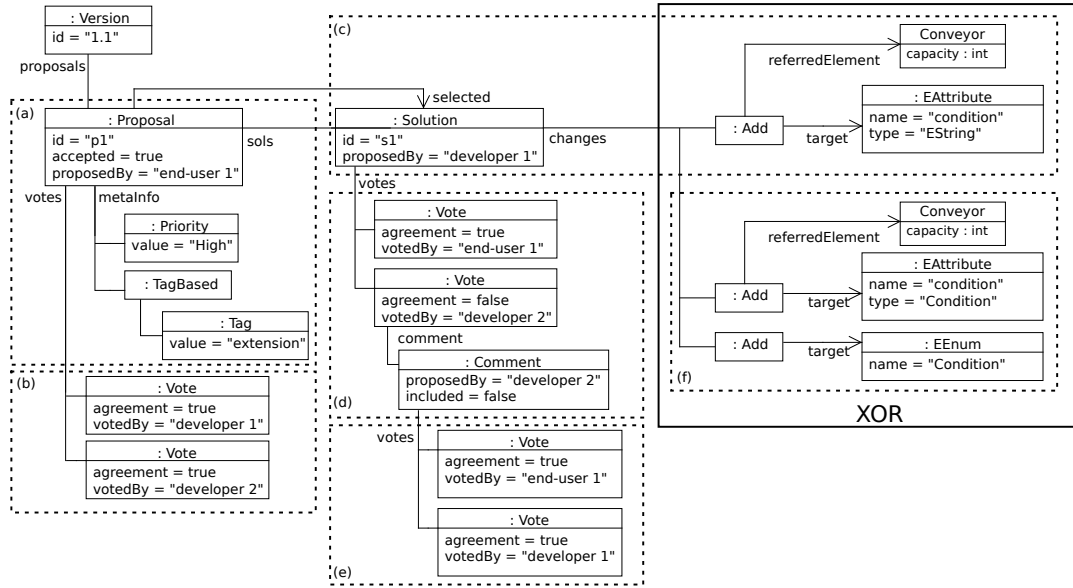 : Version
id = "1.1"
proposals
(a)
: Proposal
id = "p1"
accepted = true
proposedBy = "end-user 1"
sols
selected
votes
metaInfo
: Priority
value = "High"
: TagBased
: Tag
value = "extension"
(b)
: Vote
agreement = true
votedBy = "developer 1"
: Vote
agreement = true
votedBy = "developer 2"
(c)
: Solution
id = "s1"
proposedBy = "developer 1"
changes
votes
: Vote
agreement = true
votedBy = "end-user 1"
: Vote
agreement = false
votedBy = "developer 2"
comment
: Comment
proposedBy = "developer 2"
included = false
(d)
votes
: Vote
agreement = true
votedBy = "end-user 1"
: Vote
agreement = true
votedBy = "developer 1"
(e)
Conveyor
capacity : int
referredElement
: Add
target
: EAttribute
name = "condition"
type = "EString"
Conveyor
capacity : int
referredElement
: Add
target
: EAttribute
name = "condition"
type = "Condition"
: Add
target
: EEnum
name = "Condition"
(f)
XOR